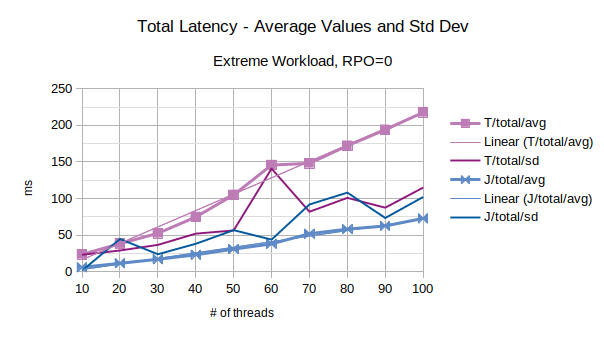 Total Latency - Average Values and Std Dev
Extreme Workload, RPO=0
250
200
150
100
50
0
ms
10 20 30 40 50 60 70 80 90 100
# of threads
T/total/avg
Linear (T/total/avg)
T/total/sd
J/total/avg
Linear (J/total/avg)
J/total/sd